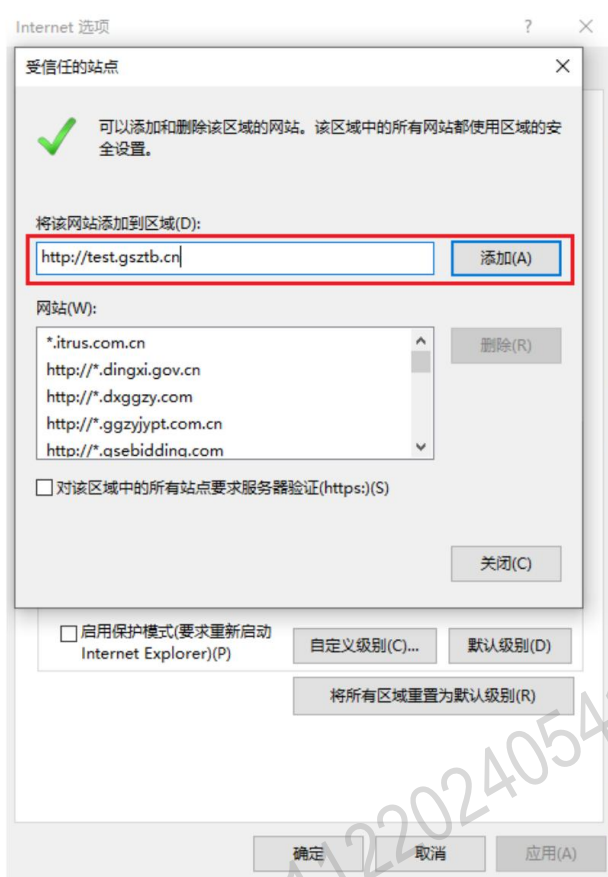 Internet 选项
?
受信任的站点
可以添加和删除该区域的网站。该区域中的所有网站都使用区域的安
全设置。
将该网站添加到区域(D):
http://test.gsztb.cn
添加(A)
网站(W):
*.itrus.com.cn
http://*.dingxi.gov.cn
http://*.dxggzy.com
http://*.ggzyjypt.com.cn
http://*.gsebidding.com
删除(R)
对该区域中的所有站点要求服务器验证(https:)(S)
关闭(C)
启用保护模式(要求重新启动
Internet Explorer)(P)
自定义级别(C)...
默认级别(D)
将所有区域重置为默认级别(R)
确定
取消
应用(A)